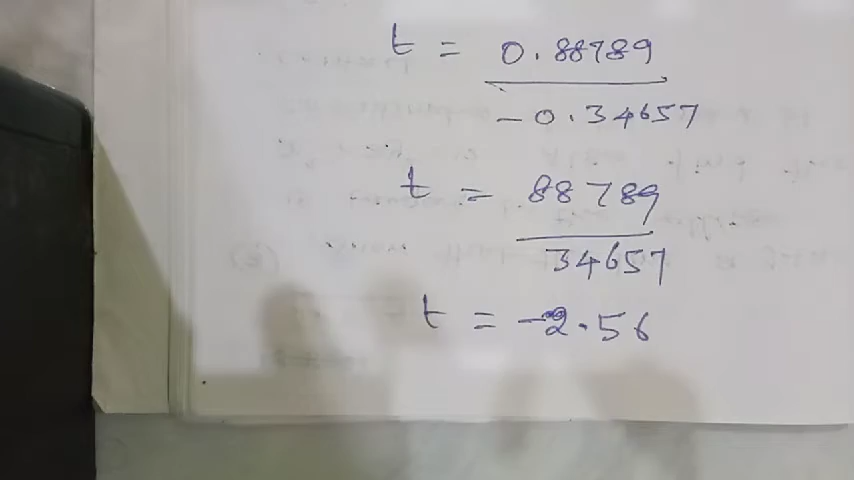 t = 0.88789
-0.34657
t = 88789
34657
t = -2.56